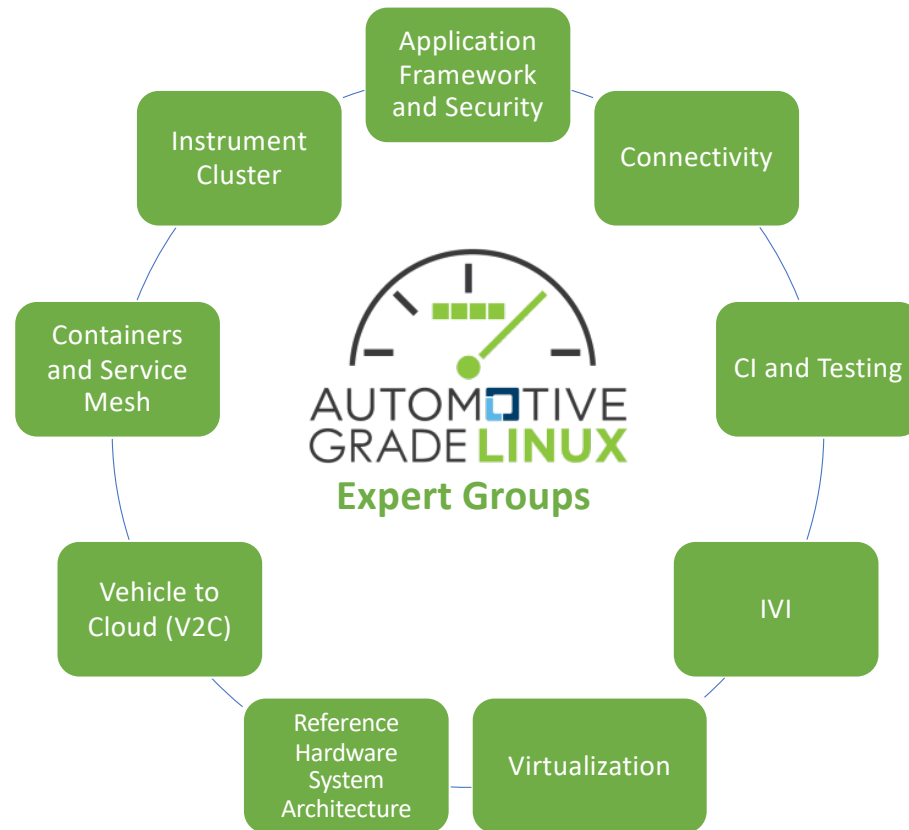 Application
Framework
and Security
Instrument
Cluster
Connectivity
Containers
and Service
Mesh
CI and Testing
AUTOMOTIVE
GRADE LINUX
Expert Groups
Vehicle to
Cloud (V2C)
IVI
Reference
Hardware
System
Architecture
Virtualization